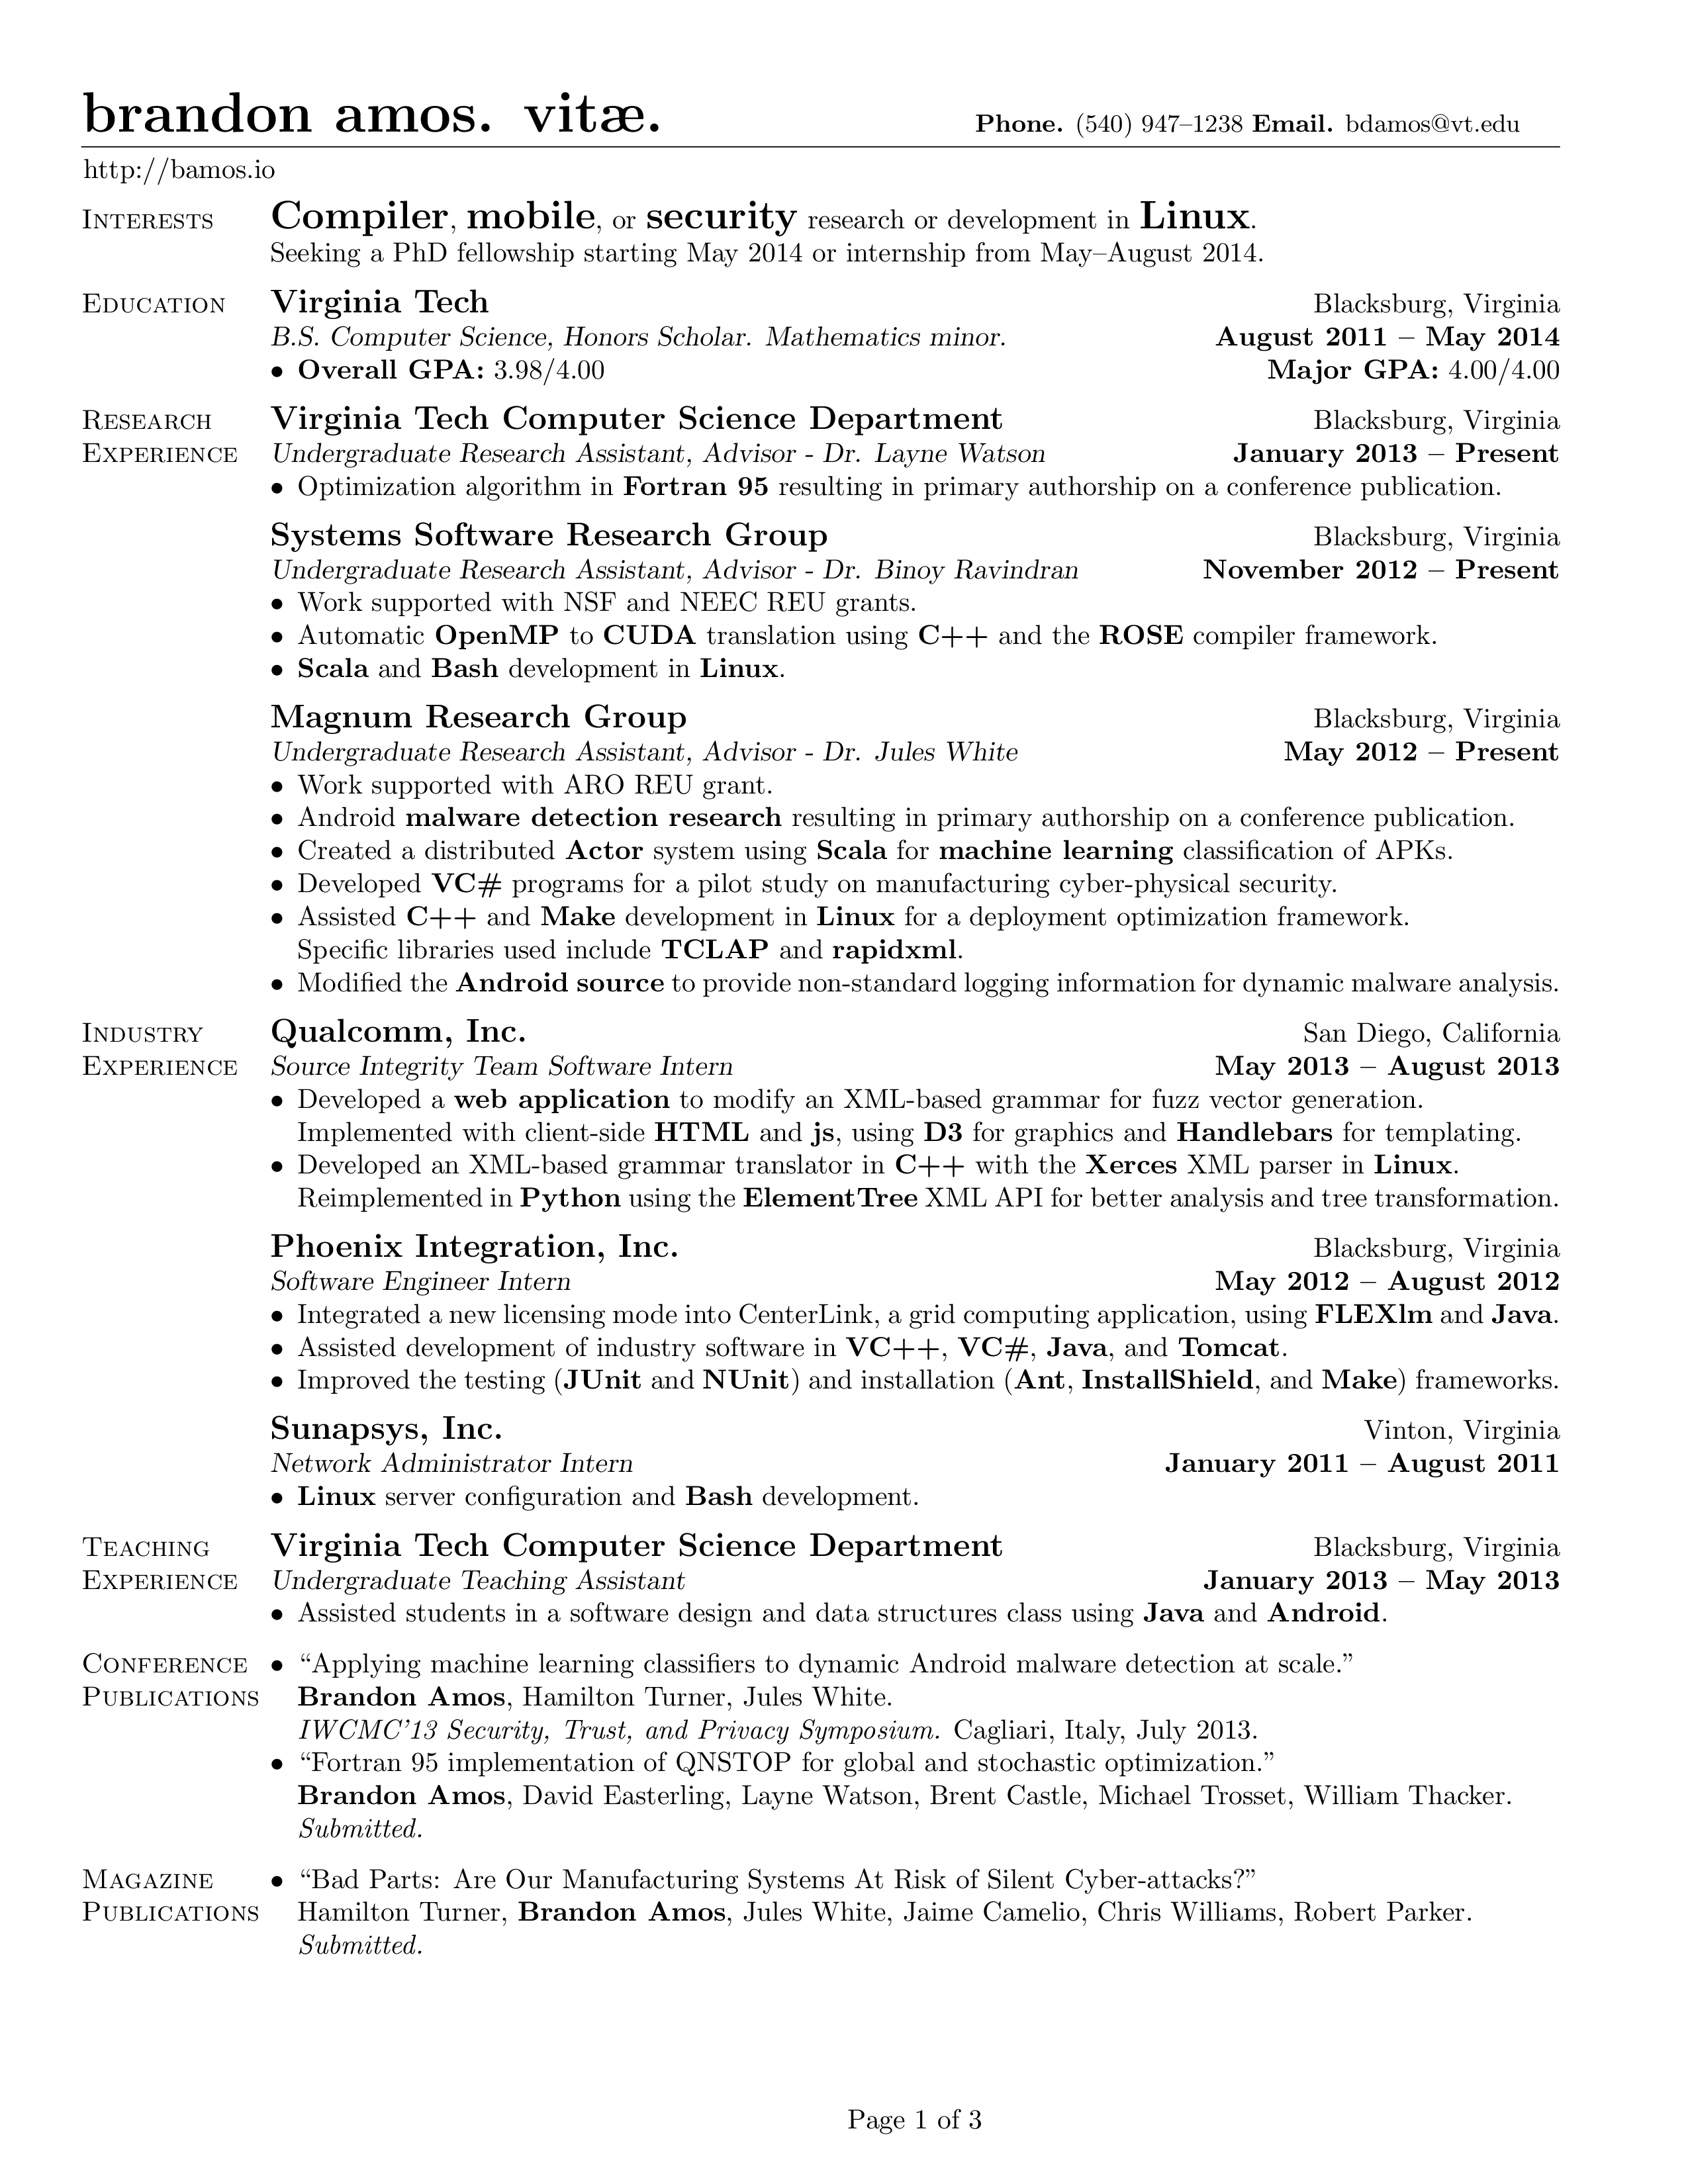 brandon amos. vitæ.
Phone. (540) 947–1238 Email. bdamos@vt.edu
http://bamos.io
Interests
Compiler, mobile, or security research or development in Linux.
Seeking a PhD fellowship starting May 2014 or internship from May–August 2014.
Education
Virginia Tech Blacksburg, Virginia
B.S. Computer Science, Honors Scholar. Mathematics minor. August 2011 – May 2014
• Overall GPA: 3.98/4.00 Major GPA: 4.00/4.00
Research Experience
Virginia Tech Computer Science Department Blacksburg, Virginia
Undergraduate Research Assistant, Advisor - Dr. Layne Watson January 2013 – Present
• Optimization algorithm in Fortran 95 resulting in primary authorship on a conference publication.
Systems Software Research Group Blacksburg, Virginia
Undergraduate Research Assistant, Advisor - Dr. Binoy Ravindran November 2012 – Present
• Work supported with NSF and NEEC REU grants.
• Automatic OpenMP to CUDA translation using C++ and the ROSE compiler framework.
• Scala and Bash development in Linux.
Magnum Research Group Blacksburg, Virginia
Undergraduate Research Assistant, Advisor - Dr. Jules White May 2012 – Present
• Work supported with ARO REU grant.
• Android malware detection research resulting in primary authorship on a conference publication.
• Created a distributed Actor system using Scala for machine learning classification of APKs.
• Developed VC# programs for a pilot study on manufacturing cyber-physical security.
• Assisted C++ and Make development in Linux for a deployment optimization framework.
Specific libraries used include TCLAP and rapidxml.
• Modified the Android source to provide non-standard logging information for dynamic malware analysis.
Industry Experience
Qualcomm, Inc. San Diego, California
Source Integrity Team Software Intern May 2013 – August 2013
• Developed a web application to modify an XML-based grammar for fuzz vector generation.
Implemented with client-side HTML and js, using D3 for graphics and Handlebars for templating.
• Developed an XML-based grammar translator in C++ with the Xerces XML parser in Linux.
Reimplemented in Python using the ElementTree XML API for better analysis and tree transformation.
Phoenix Integration, Inc. Blacksburg, Virginia
Software Engineer Intern May 2012 – August 2012
• Integrated a new licensing mode into CenterLink, a grid computing application, using FLEXlm and Java.
• Assisted development of industry software in VC++, VC#, Java, and Tomcat.
• Improved the testing (JUnit and NUnit) and installation (Ant, InstallShield, and Make) frameworks.
Sunapsys, Inc. Vinton, Virginia
Network Administrator Intern January 2011 – August 2011
• Linux server configuration and Bash development.
Teaching Experience
Virginia Tech Computer Science Department Blacksburg, Virginia
Undergraduate Teaching Assistant January 2013 – May 2013
• Assisted students in a software design and data structures class using Java and Android.
Conference Publications
• “Applying machine learning classifiers to dynamic Android malware detection at scale.”
Brandon Amos, Hamilton Turner, Jules White.
IWCMC’13 Security, Trust, and Privacy Symposium. Cagliari, Italy, July 2013.
• “Fortran 95 implementation of QNSTOP for global and stochastic optimization.”
Brandon Amos, David Easterling, Layne Watson, Brent Castle, Michael Trosset, William Thacker.
Submitted.
Magazine Publications
• “Bad Parts: Are Our Manufacturing Systems At Risk of Silent Cyber-attacks?”
Hamilton Turner, Brandon Amos, Jules White, Jaime Camelio, Chris Williams, Robert Parker.
Submitted.
Page 1 of 3